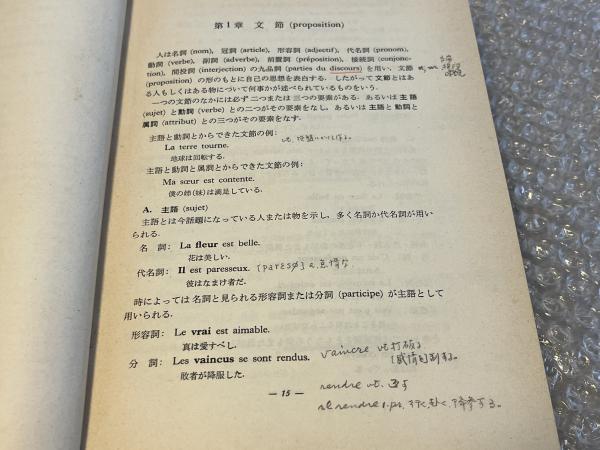 第1章 文 節 (proposition)
人は名詞 (nom), 冠詞 (article), 形容詞 (adjectif), 代名詞 (pronom),
動詞 (verbe), 副詞 (adverbe), 前置詞 (préposition), 接続詞 (conjonc-
tion), 間投詞 (interjection) の九品詞 (parties du discours) を用い, 文節
(proposition) の形のもとに自己の思想を表白する. したがって文節とはあ
る人もしくはある物について何事かが述べられているものをいう.
一つの文節のなかには必ず二つまたは三つの要素がある. あるいは主語
(sujet) と動詞 (verbe) との二つがその要素をなし, あるいは主語と動詞と
属詞 (attribut) との三つがその要素をなす.
主語と動詞とからできた文節の例:
La terre tourne.
地球は回転する.
主語と動詞と属詞とからできた文節の例:
Ma sœur est contente.
僕の姉(妹)は満足している.
A. 主語 (sujet)
主語とは今話題になっている人または物を示し, 多く名詞か代名詞が用い
られる.
名 詞: La fleur est belle.
花は美しい.
代名詞: Il est paresseux. [paresø] a. 怠惰な
彼はなまけ者だ.
時によっては名詞と見られる形容詞または分詞 (participe) が主語として
用いられる.
形容詞: Le vrai est aimable.
真は愛すべし.
分 詞: Les vaincus se sont rendus. vaincre vt. 打破る
敗者が降服した.
rendre vt. 返す
se rendre v.pr. 行く,
— 15 —